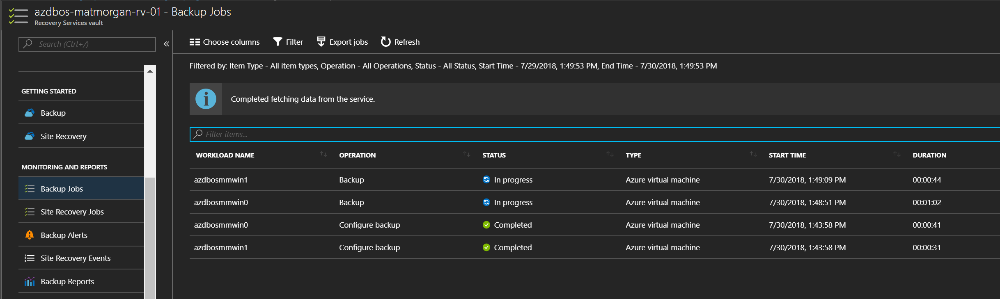 azdbos-matmorgan-rv-01 - Backup Jobs
Recovery Services vault
Search (Ctrl+/)
«
Choose columns Filter Export jobs Refresh
Filtered by: Item Type - All item types, Operation - All Operations, Status - All Status, Start Time - 7/29/2018, 1:49:53 PM, End Time - 7/30/2018, 1:49:53 PM
GETTING STARTED
Backup
Site Recovery
MONITORING AND REPORTS
Backup Jobs
Site Recovery Jobs
Backup Alerts
Site Recovery Events
Backup Reports
Completed fetching data from the service.
Filter items...
WORKLOAD NAME OPERATION STATUS TYPE START TIME DURATION
azdbosmmwin1 Backup In progress Azure virtual machine 7/30/2018, 1:49:09 PM 00:00:44
azdbosmmwin0 Backup In progress Azure virtual machine 7/30/2018, 1:48:51 PM 00:01:02
azdbosmmwin0 Configure backup Completed Azure virtual machine 7/30/2018, 1:43:58 PM 00:00:41
azdbosmmwin1 Configure backup Completed Azure virtual machine 7/30/2018, 1:43:58 PM 00:00:31